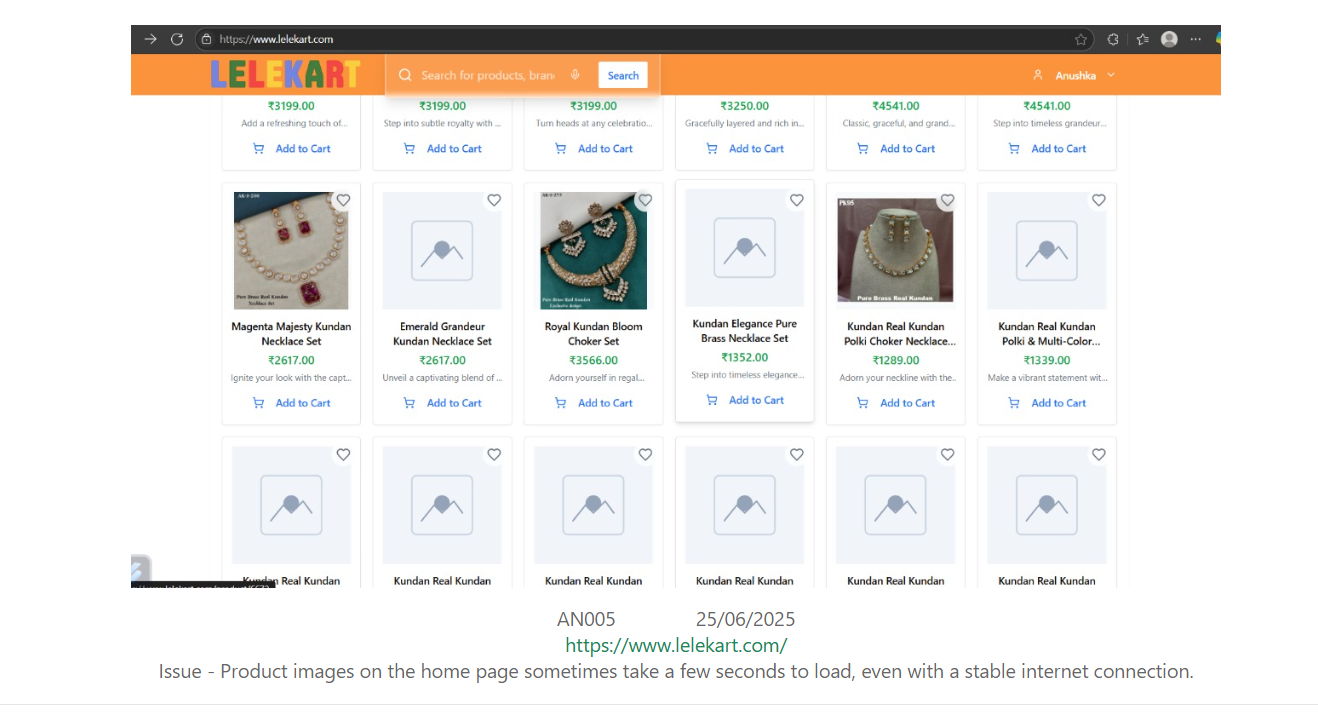 https://www.lelekart.com
LELEKART
Search for products, bran
Search
Anushka
₹3199.00 ₹3199.00 ₹3199.00 ₹3250.00 ₹4541.00 ₹4541.00
Add a refreshing touch of... Step into subtle royalty with ... Turn heads at any celebratio... Gracefully layered and rich in... Classic, graceful, and grand... Step into timeless grandeur...
Add to Cart Add to Cart Add to Cart Add to Cart Add to Cart Add to Cart
Pure Brass Real Kundan
Necklace Set
Pure Brass Real Kundan
PK95
Pure Brass Real Kundan
Magenta Majesty Kundan Emerald Grandeur Royal Kundan Bloom Kundan Elegance Pure Kundan Real Kundan Kundan Real Kundan
Necklace Set Kundan Necklace Set Choker Set Brass Necklace Set Polki Choker Necklace... Polki & Multi-Color...
₹2617.00 ₹2617.00 ₹3566.00 ₹1352.00 ₹1289.00 ₹1339.00
Ignite your look with the capt... Unveil a captivating blend of ... Adorn yourself in regal... Step into timeless elegance... Adorn your neckline with the.. Make a vibrant statement wit...
Add to Cart Add to Cart Add to Cart Add to Cart Add to Cart Add to Cart
Kundan Real Kundan Kundan Real Kundan Kundan Real Kundan Kundan Real Kundan Kundan Real Kundan Kundan Real Kundan
AN005 25/06/2025
https://www.lelekart.com/
Issue - Product images on the home page sometimes take a few seconds to load, even with a stable internet connection.